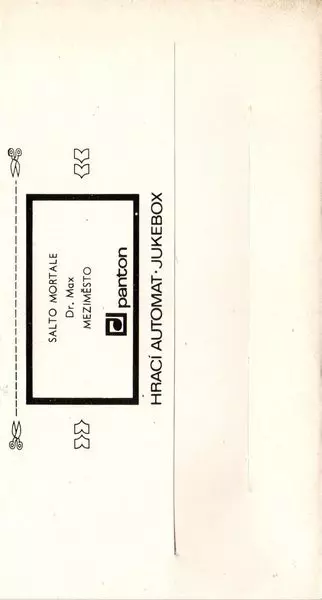 SALTO MORTALE
Dr. Max
MEZIMĚSTO
panton
HRACÍ AUTOMAT · JUKEBOX